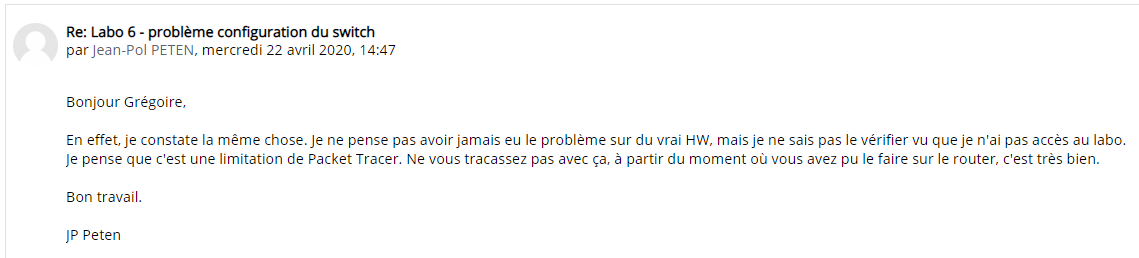 Re: Labo 6 - problème configuration du switch
par Jean-Pol PETEN, mercredi 22 avril 2020, 14:47
Bonjour Grégoire,
En effet, je constate la même chose. Je ne pense pas avoir jamais eu le problème sur du vrai HW, mais je ne sais pas le vérifier vu que je n'ai pas accès au labo.
Je pense que c'est une limitation de Packet Tracer. Ne vous tracassez pas avec ça, à partir du moment où vous avez pu le faire sur le router, c'est très bien.
Bon travail.
JP Peten